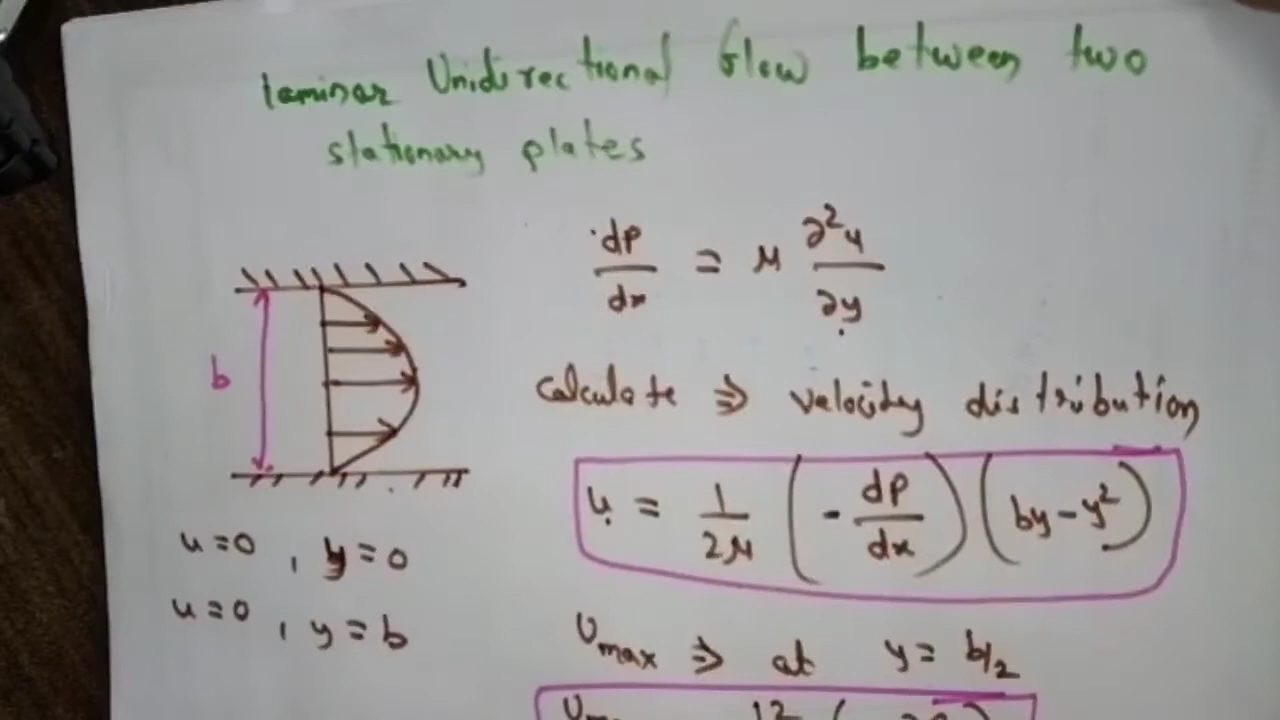 laminar Unidirectional flow between two
stationary plates
dp/dx = μ ∂²u/∂y
b
calculate ⇒ velocity distribution
u = 1/2μ (- dp/dx) (by - y²)
u=0 , y=0
u=0 , y=b
Umax ⇒ at y= b/2